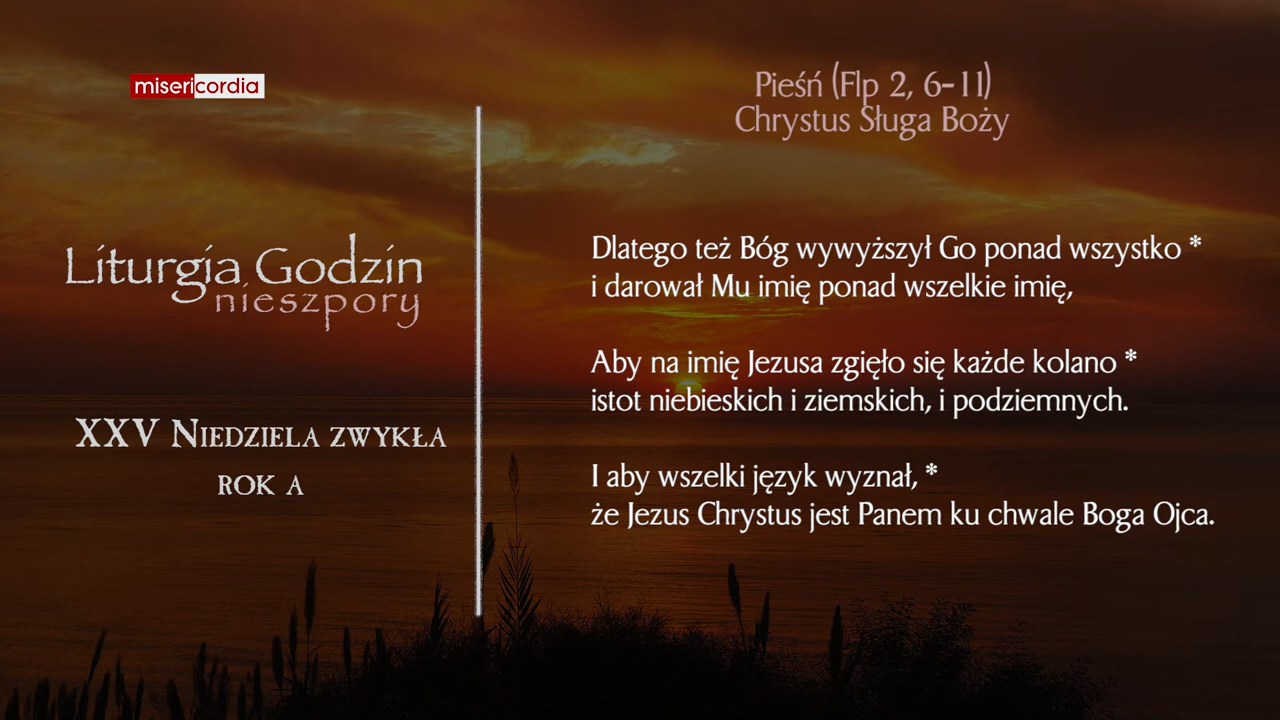 misericordia
Liturgia Godzin
nieszpory
XXV Niedziela zwykła
rok A
Pieśń (Flp 2, 6-11)
Chrystus Sługa Boży
Dlatego też Bóg wywyższył Go ponad wszystko *
i darował Mu imię ponad wszelkie imię,
Aby na imię Jezusa zgięło się każde kolano *
istot niebieskich i ziemskich, i podziemnych.
I aby wszelki język wyznał, *
że Jezus Chrystus jest Panem ku chwale Boga Ojca.